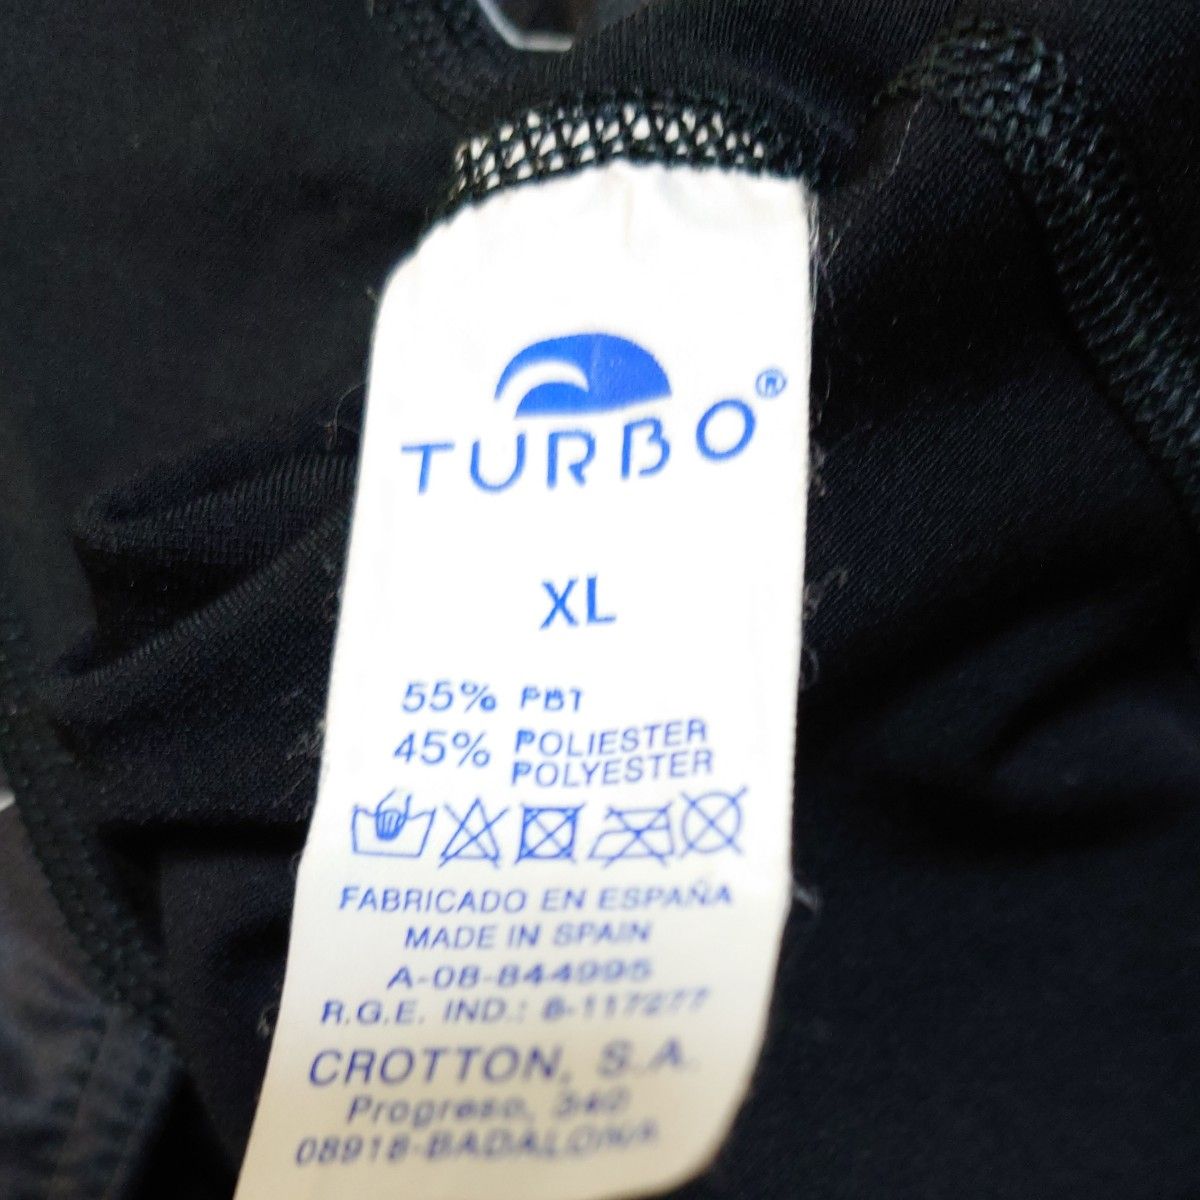 TURBO®
XL
55% PBT
45% POLIESTER
POLYESTER
FABRICADO EN ESPAÑA
MADE IN SPAIN
A-08-844995
R.G.E. IND.: 8-117277
CROTTON, S.A.
Progreso, 340
08918-BADALONA